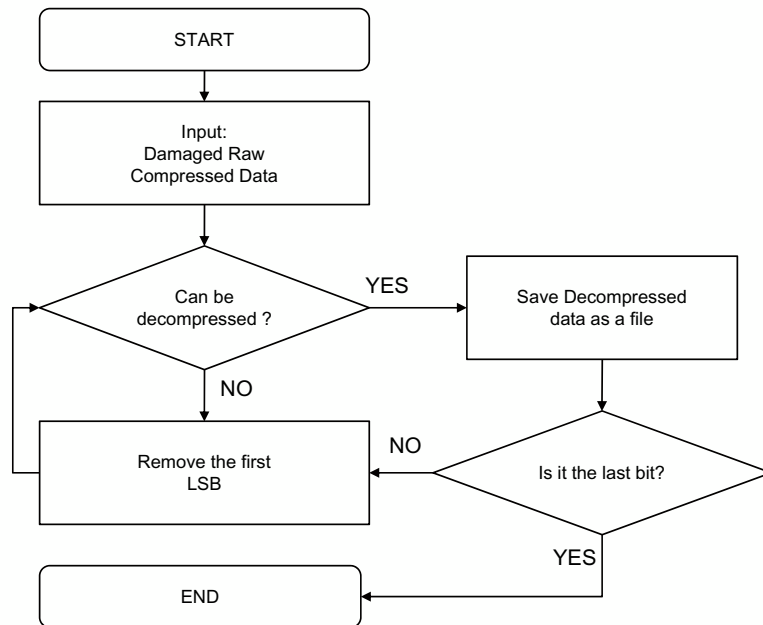 START
Input:
Damaged Raw
Compressed Data
Can be
decompressed ?
YES
Save Decompressed
data as a file
NO
Remove the first
LSB
NO
Is it the last bit?
YES
END